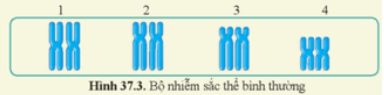 1 2 3 4
Hình 37.3. Bộ nhiễm sắc thể bình thường